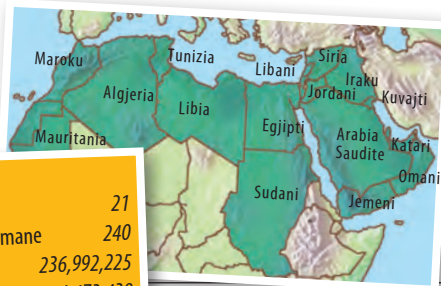 Maroku
Tunizia
Libani
Siria
Iraku
Jordani
Kuvajti
Algjeria
Libia
Egjipti
Arabia
Saudite
Katari
Omani
Mauritania
Sudani
Jemeni
21
mane 240
236,992,225